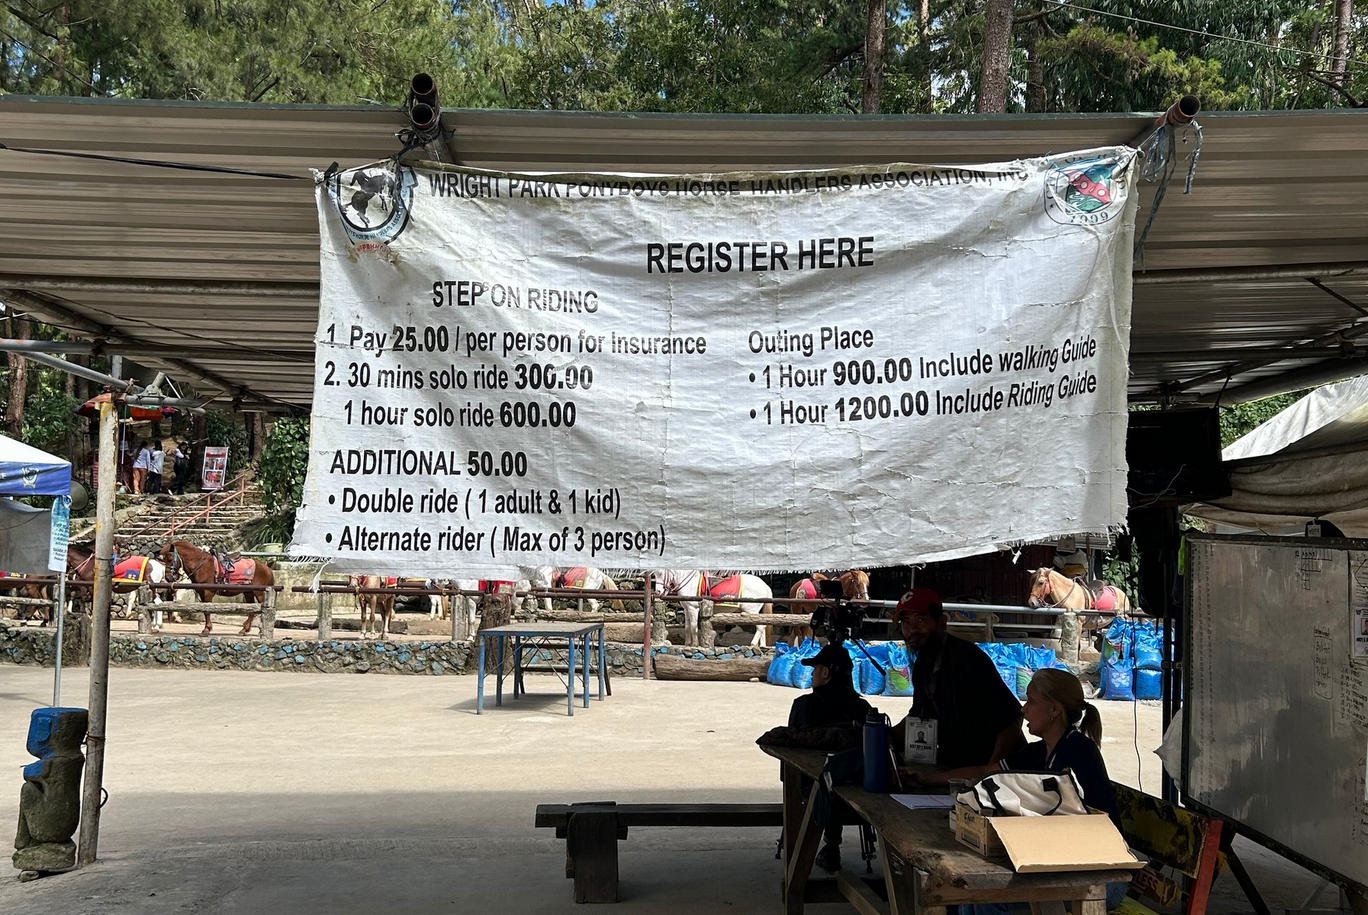 WRIGHT PARK PONYBOYS HORSE HANDLERS ASSOCIATION, INC
1999
REGISTER HERE
STEP ON RIDING
1. Pay 25.00 / per person for Insurance
2. 30 mins solo ride 300.00
1 hour solo ride 600.00
ADDITIONAL 50.00
• Double ride ( 1 adult & 1 kid)
• Alternate rider ( Max of 3 person)
Outing Place
• 1 Hour 900.00 Include walking Guide
• 1 Hour 1200.00 Include Riding Guide